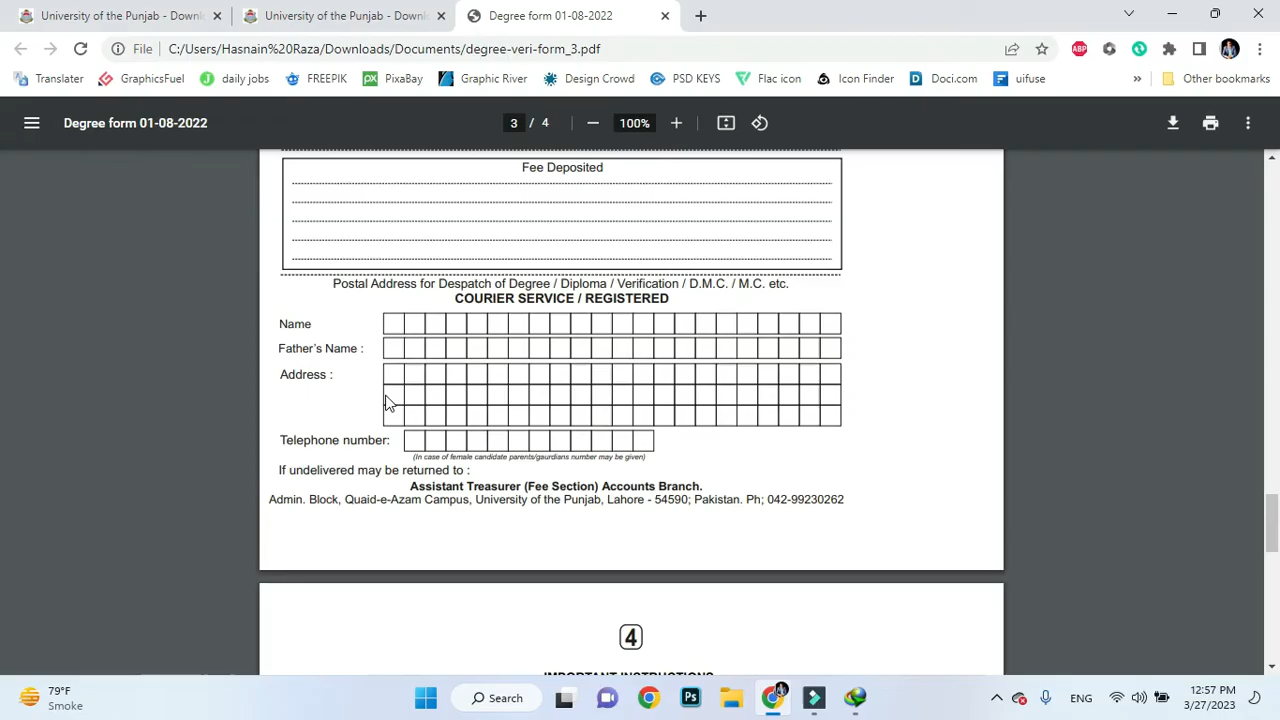 University of the Punjab - Downl
University of the Punjab - Downl
Degree form 01-08-2022
File
C:/Users/Hasnain%20Raza/Downloads/Documents/degree-veri-form_3.pdf
ABP
Translater
GraphicsFuel
daily jobs
FREEPIK
PixaBay
Graphic River
Design Crowd
PSD KEYS
Flac icon
Icon Finder
Doci.com
uifuse
»
Other bookmarks
Degree form 01-08-2022
3 / 4
100%
Fee Deposited
Postal Address for Despatch of Degree / Diploma / Verification / D.M.C. / M.C. etc.
COURIER SERVICE / REGISTERED
Name
Father's Name :
Address :
Telephone number:
(In case of female candidate parents/gaurdians number may be given)
If undelivered may be returned to :
Assistant Treasurer (Fee Section) Accounts Branch.
Admin. Block, Quaid-e-Azam Campus, University of the Punjab, Lahore - 54590; Pakistan. Ph; 042-99230262
4
IMPORTANT INSTRUCTIONS
79°F
Smoke
Search
Ps
ENG
12:57 PM
3/27/2023